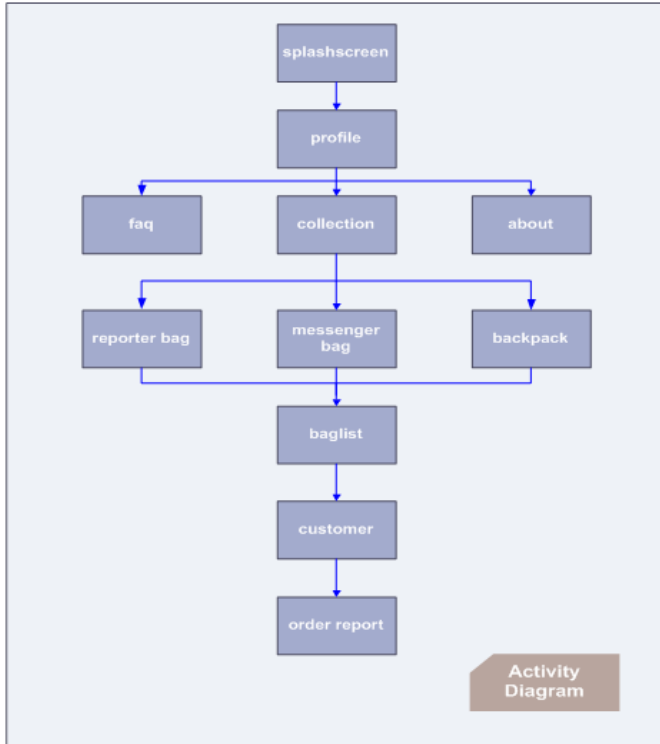 splashscreen
profile
faq
collection
about
reporter bag
messenger
bag
backpack
baglist
customer
order report
Activity
Diagram